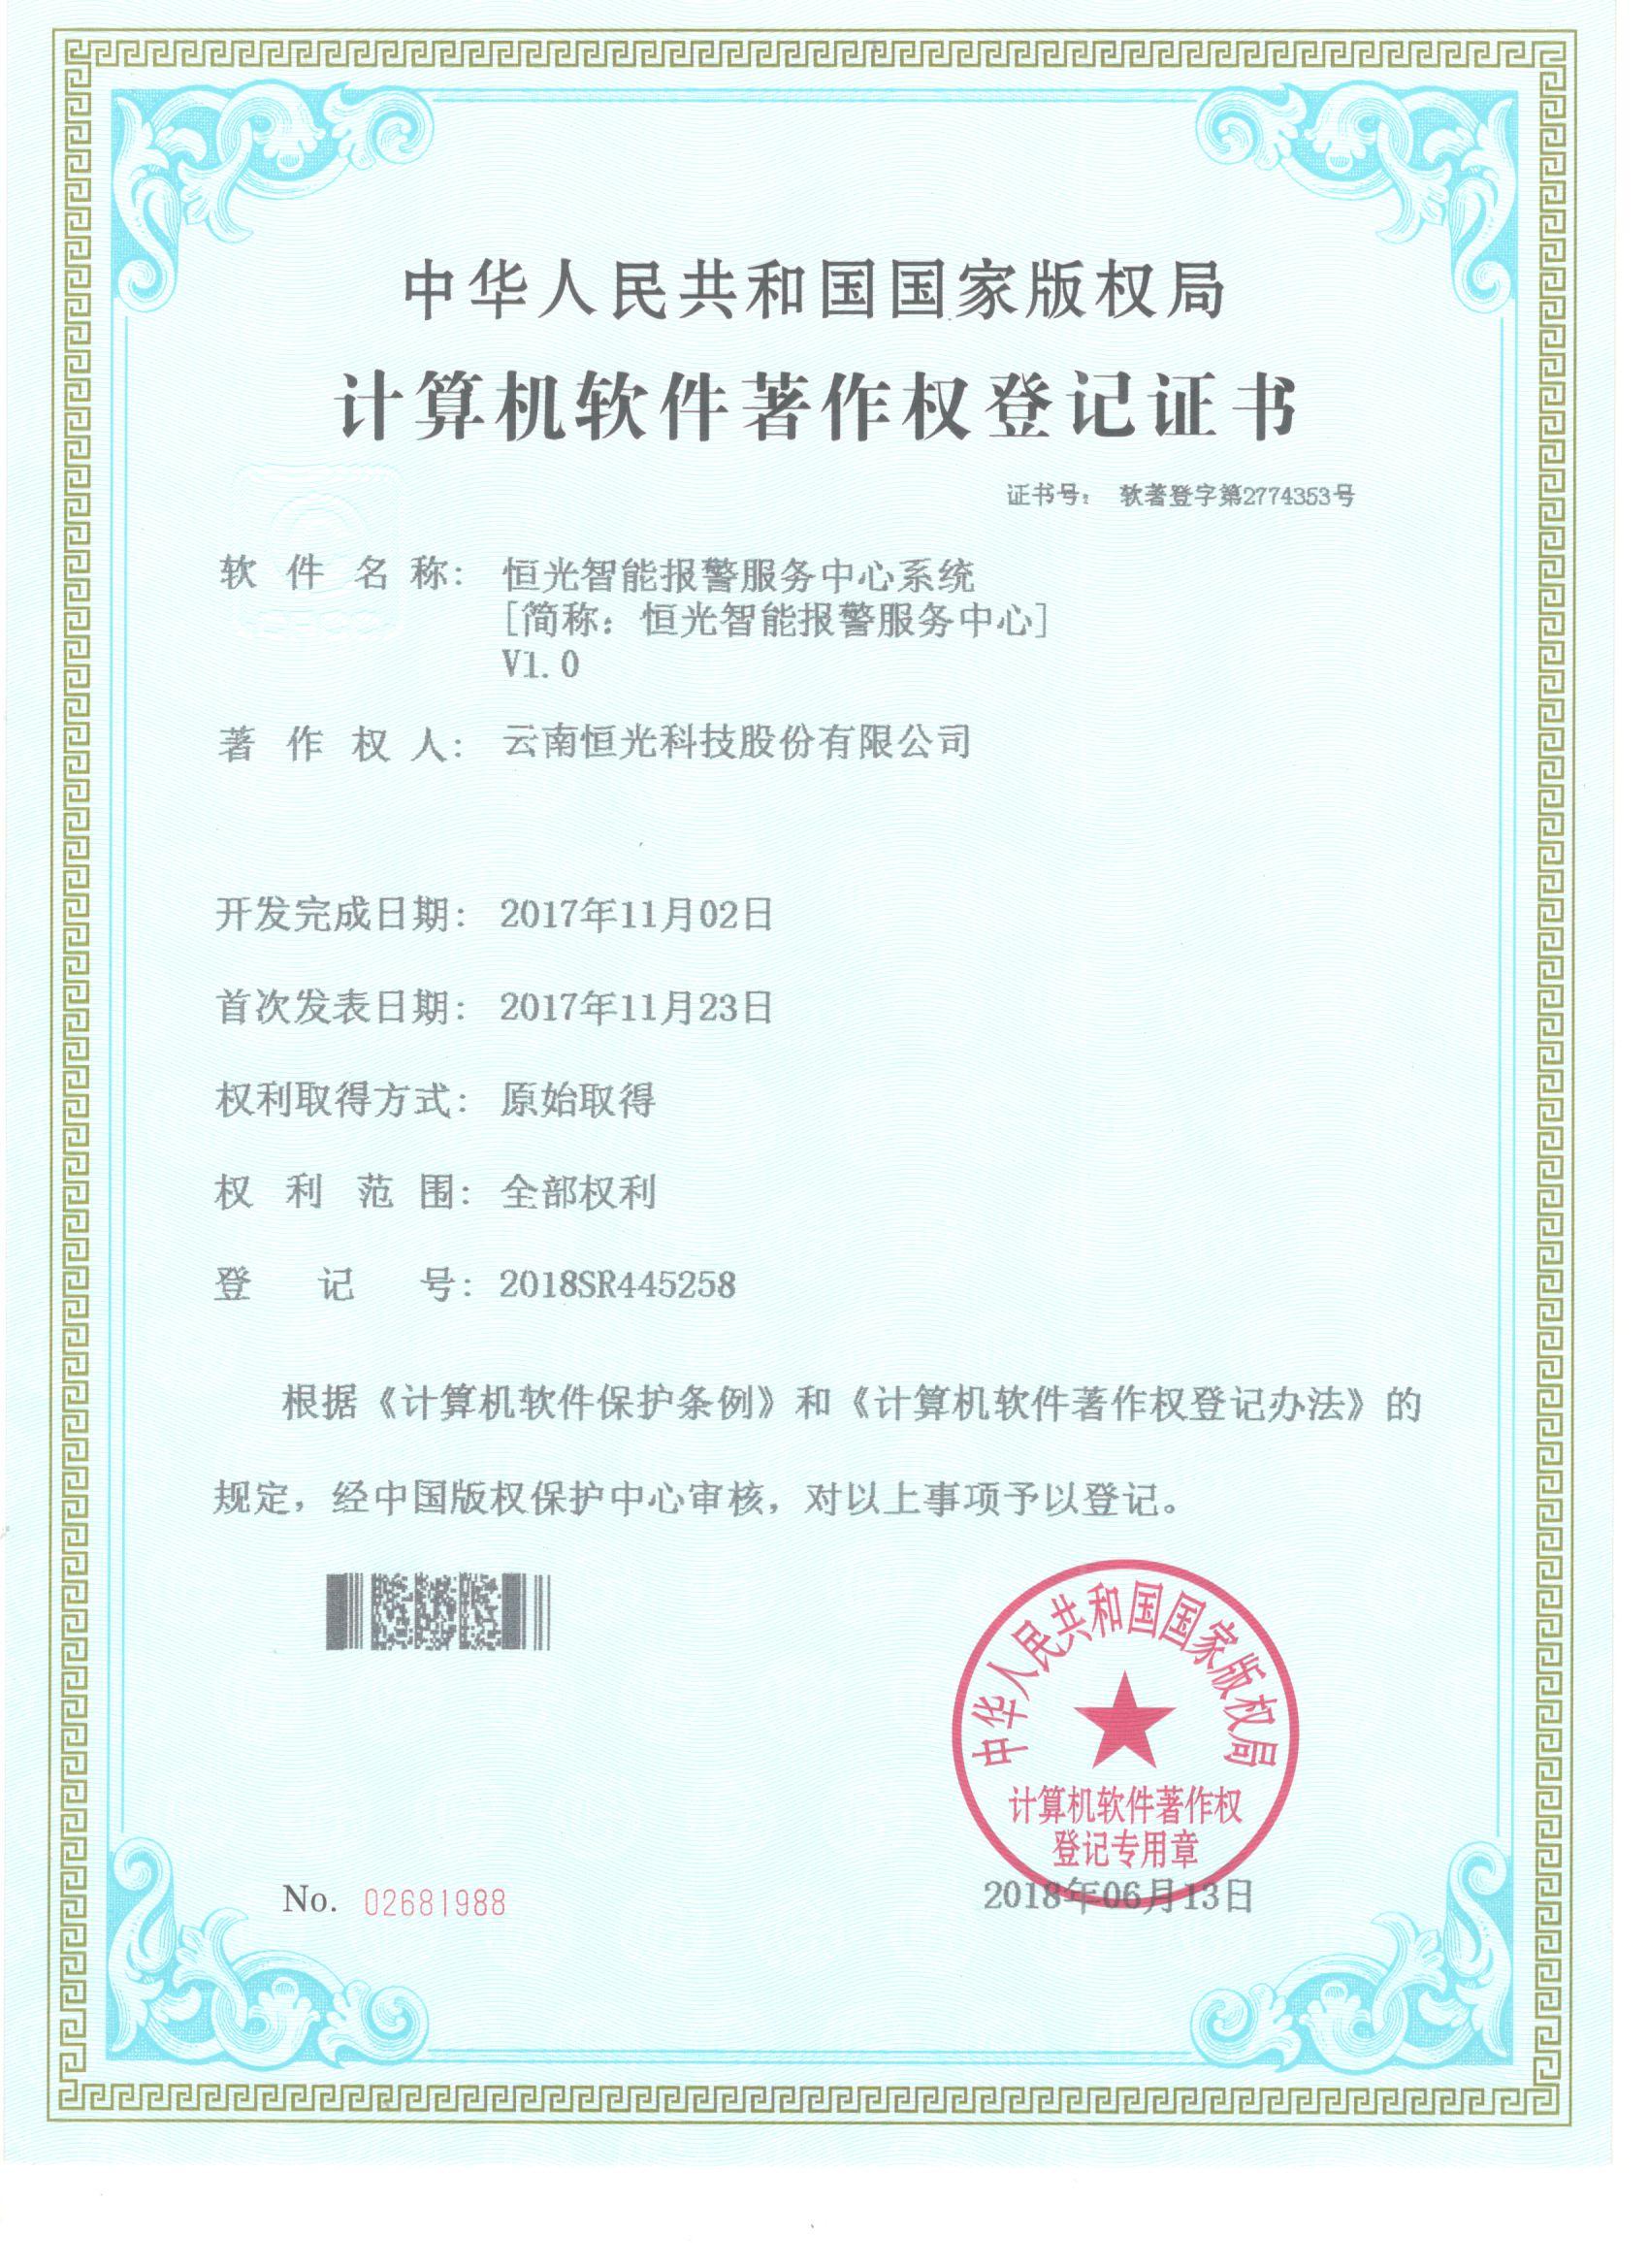 中华人民共和国国家版权局
计算机软件著作权登记证书
证书号： 软著登字第2774353号
软件名称： 恒光智能报警服务中心系统
[简称：恒光智能报警服务中心]
V1.0
著作权人： 云南恒光科技股份有限公司
开发完成日期： 2017年11月02日
首次发表日期： 2017年11月23日
权利取得方式： 原始取得
权利范围： 全部权利
登记号： 2018SR445258
根据《计算机软件保护条例》和《计算机软件著作权登记办法》的
规定，经中国版权保护中心审核，对以上事项予以登记。
中华人民共和国国家版权局
计算机软件著作权
登记专用章
No. 02681988
2018年06月13日